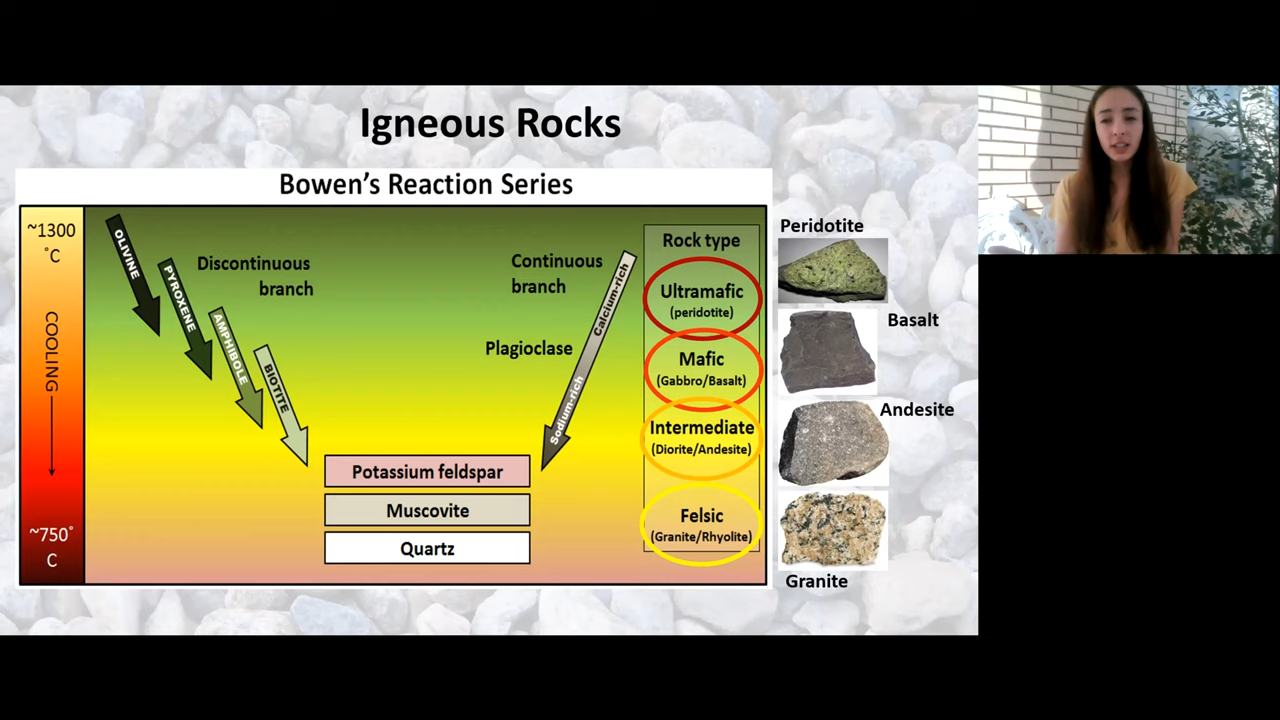 Igneous Rocks
Bowen's Reaction Series
~1300
˚C
COOLING
~750˚
C
OLIVINE
PYROXENE
AMPHIBOLE
BIOTITE
Discontinuous
branch
Continuous
branch
Plagioclase
Calcium-rich
Sodium-rich
Potassium feldspar
Muscovite
Quartz
Rock type
Ultramafic
(peridotite)
Mafic
(Gabbro/Basalt)
Intermediate
(Diorite/Andesite)
Felsic
(Granite/Rhyolite)
Peridotite
Basalt
Andesite
Granite